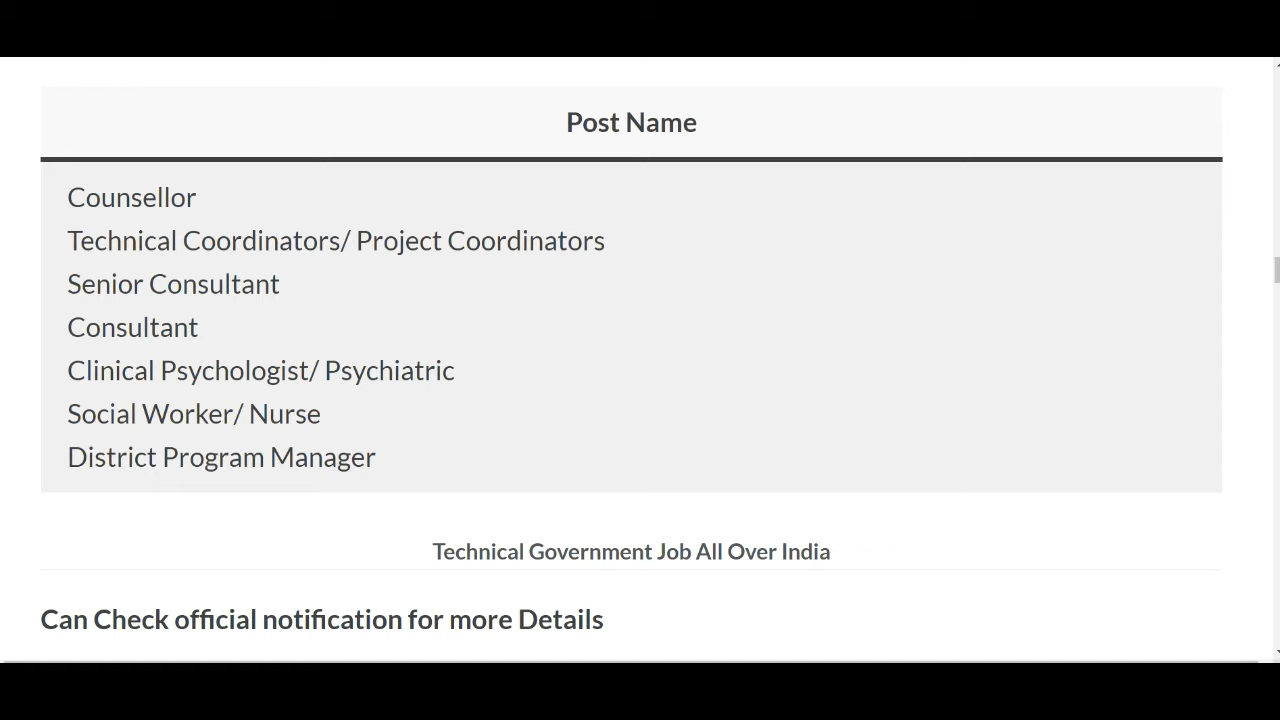 Post Name
Counsellor
Technical Coordinators/ Project Coordinators
Senior Consultant
Consultant
Clinical Psychologist/ Psychiatric
Social Worker/ Nurse
District Program Manager
Technical Government Job All Over India
Can Check official notification for more Details